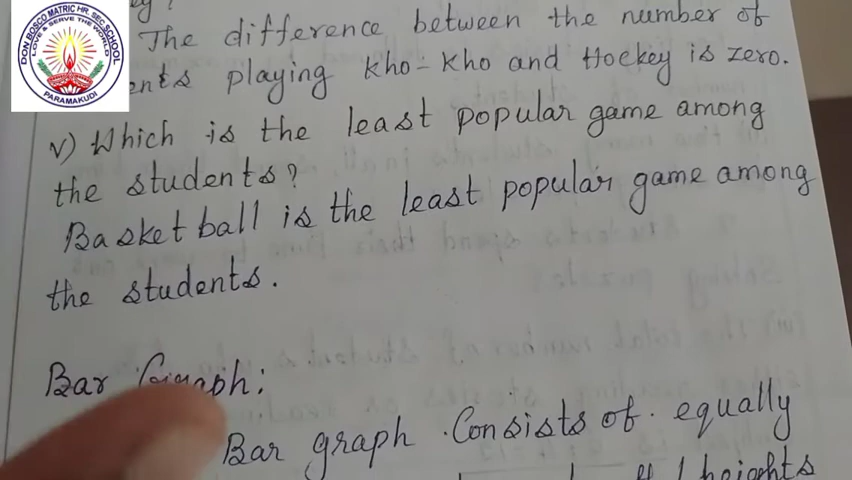 DON BOSCO MATRIC HR. SEC. SCHOOL
LOVE & SERVE THE WORLD
PARAMAKUDI
The difference between the number of
playing Kho-Kho and Hockey is zero.
v) Which is the least popular game among
the students?
Basketball is the least popular game among
the students.
Bar Graph:
Bar graph. Consists of. equally
heights